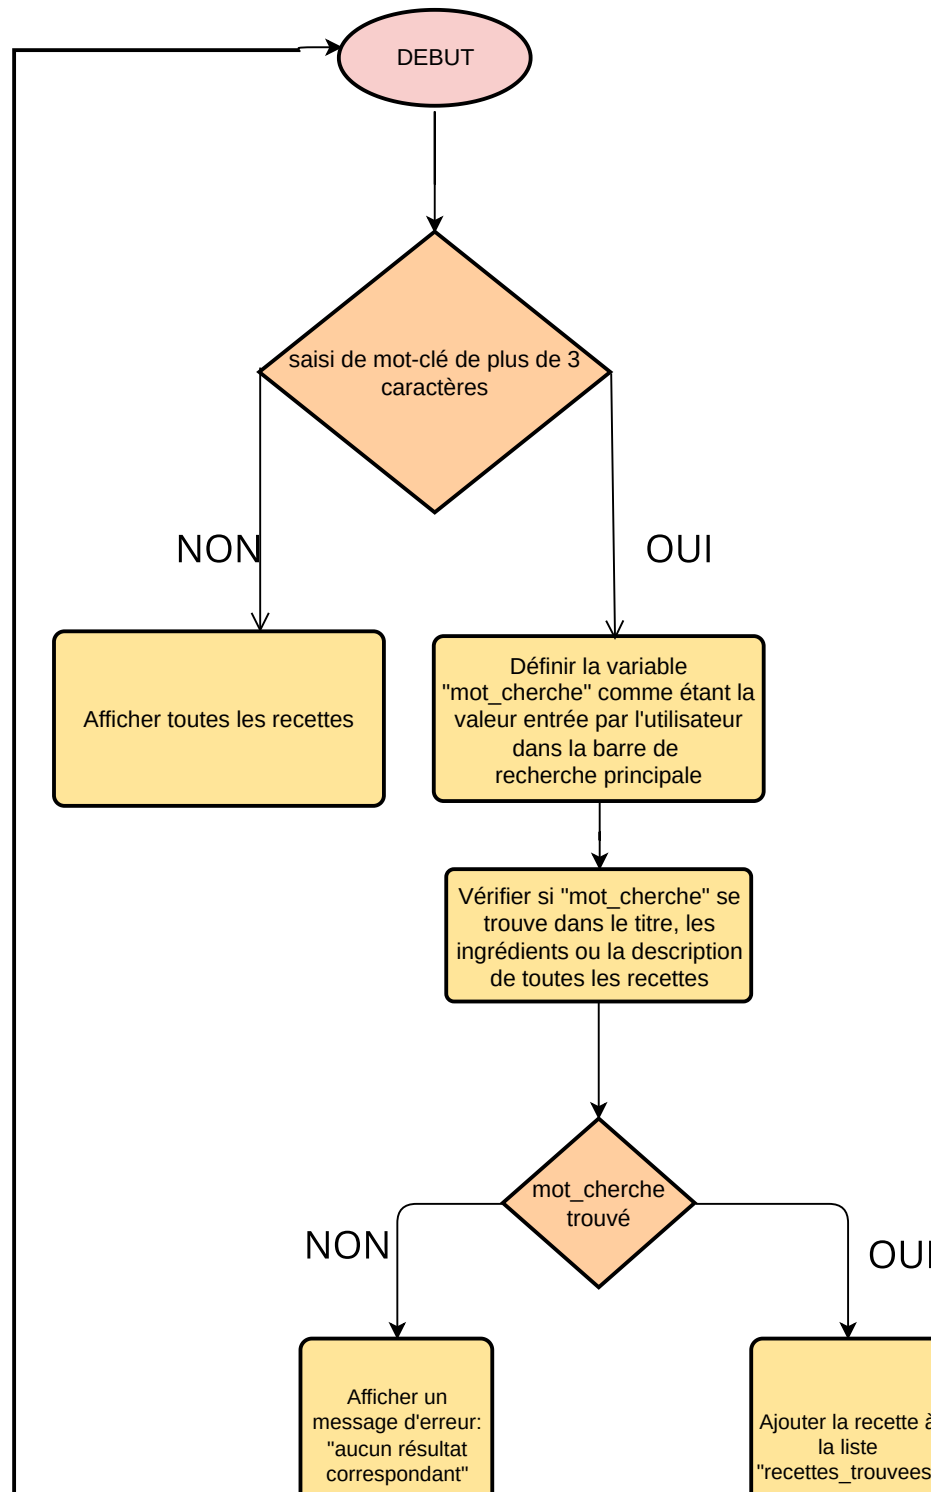 DEBUT
saisi de mot-clé de plus de 3
caractères
NON
OUI
Afficher toutes les recettes
Définir la variable
"mot_cherche" comme étant la
valeur entrée par l'utilisateur
dans la barre de
recherche principale
Vérifier si "mot_cherche" se
trouve dans le titre, les
ingrédients ou la description
de toutes les recettes
mot_cherche
trouvé
NON
OUI
Afficher un
message d'erreur:
"aucun résultat
correspondant"
Ajouter la recette à
la liste
"recettes_trouvees